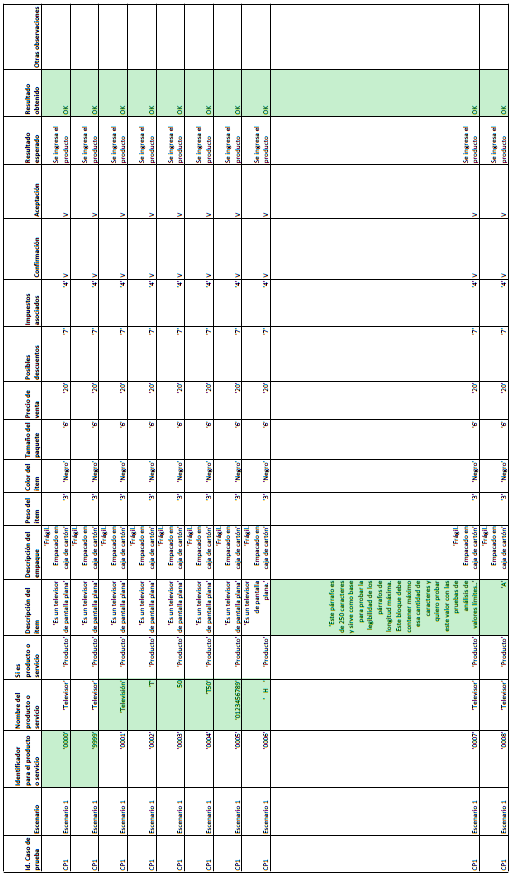 Id. Caso de prueba Escenario Identificador para el producto o servicio Nombre del producto o servicio Si es producto o servicio Descripción del item Descripción del empaque Peso del item Color del item Tamaño del paquete Precio de venta Posibles descuentos Impuestos asociados Confirmación Aceptación Resultado esperado Resultado obtenido Otras observaciones
CP1 Escenario 1 '0000' 'Televisor' 'Producto' 'Es un televisor de pantalla plana' 'Frágil. Empacado en caja de cartón' '3' 'Negro' '6' '20' '7' '4' V V Se ingresa el producto OK
CP1 Escenario 1 '9999' 'Televisor' 'Producto' 'Es un televisor de pantalla plana' 'Frágil. Empacado en caja de cartón' '3' 'Negro' '6' '20' '7' '4' V V Se ingresa el producto OK
CP1 Escenario 1 '0001' 'Televisión' 'Producto' 'Es un televisor de pantalla plana' 'Frágil. Empacado en caja de cartón' '3' 'Negro' '6' '20' '7' '4' V V Se ingresa el producto OK
CP1 Escenario 1 '0002' 'T' 'Producto' 'Es un televisor de pantalla plana' 'Frágil. Empacado en caja de cartón' '3' 'Negro' '6' '20' '7' '4' V V Se ingresa el producto OK
CP1 Escenario 1 '0003' 50 'Producto' 'Es un televisor de pantalla plana' 'Frágil. Empacado en caja de cartón' '3' 'Negro' '6' '20' '7' '4' V V Se ingresa el producto OK
CP1 Escenario 1 '0004' 'T50' 'Producto' 'Es un televisor de pantalla plana' 'Frágil. Empacado en caja de cartón' '3' 'Negro' '6' '20' '7' '4' V V Se ingresa el producto OK
CP1 Escenario 1 '0005' '0123456789' 'Producto' 'Es un televisor de pantalla plana' 'Frágil. Empacado en caja de cartón' '3' 'Negro' '6' '20' '7' '4' V V Se ingresa el producto OK
CP1 Escenario 1 '0006' ' H ' 'Producto' 'Es un televisor de pantalla plana.' 'Frágil. Empacado en caja de cartón' '3' 'Negro' '6' '20' '7' '4' V V Se ingresa el producto OK
CP1 Escenario 1 '0007' 'Televisor' 'Producto' 'Este párrafo es de 250 caracteres y sirve como base para probar la legibilidad de los párrafos de longitud máxima. Este bloque debe contener máximo esa cantidad de caracteres y quiero probar este valor con las pruebas de análisis de valores límites.' 'Frágil. Empacado en caja de cartón' '3' 'Negro' '6' '20' '7' '4' V V Se ingresa el producto OK
CP1 Escenario 1 '0008' 'Televisor' 'Producto' 'A' 'Frágil. Empacado en caja de cartón' '3' 'Negro' '6' '20' '7' '4' V V Se ingresa el producto OK